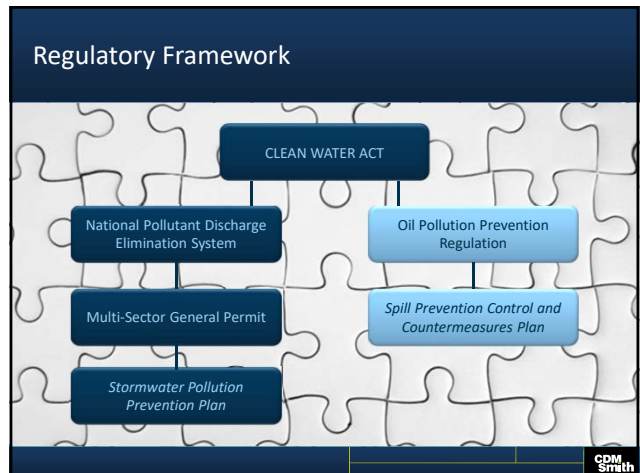 Regulatory Framework
CLEAN WATER ACT
National Pollutant Discharge
Elimination System
Multi-Sector General Permit
Stormwater Pollution
Prevention Plan
Oil Pollution Prevention
Regulation
Spill Prevention Control and
Countermeasures Plan
CDM
Smith